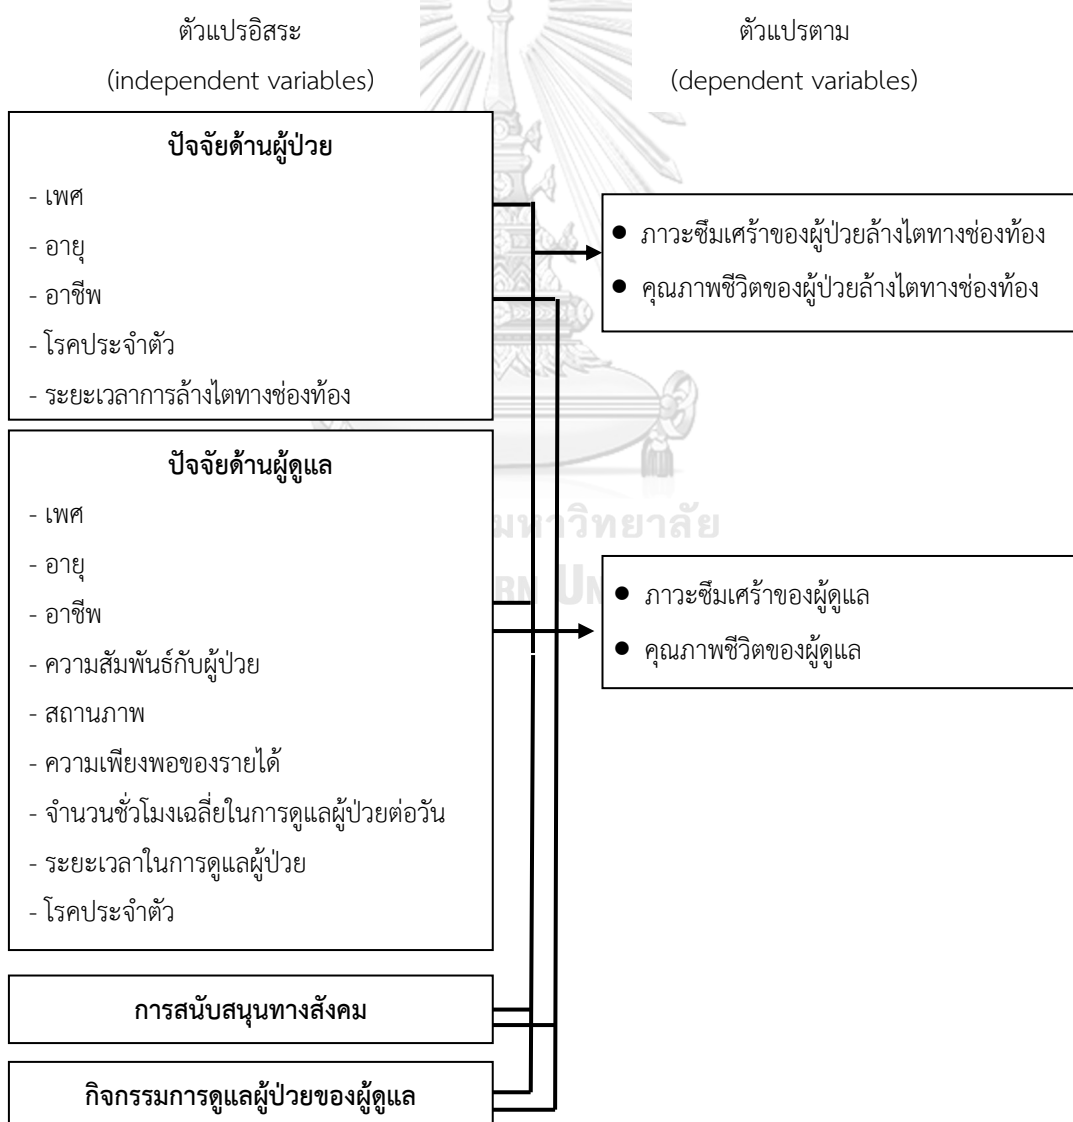 ตัวแปรอิสระ
(independent variables)
ตัวแปรตาม
(dependent variables)
ปัจจัยด้านผู้ป่วย
- เพศ
- อายุ
- อาชีพ
- โรคประจำตัว
- ระยะเวลาการล้างไตทางช่องท้อง
● ภาวะซึมเศร้าของผู้ป่วยล้างไตทางช่องท้อง
● คุณภาพชีวิตของผู้ป่วยล้างไตทางช่องท้อง
ปัจจัยด้านผู้ดูแล
- เพศ
- อายุ
- อาชีพ
- ความสัมพันธ์กับผู้ป่วย
- สถานภาพ
- ความเพียงพอของรายได้
- จำนวนชั่วโมงเฉลี่ยในการดูแลผู้ป่วยต่อวัน
- ระยะเวลาในการดูแลผู้ป่วย
- โรคประจำตัว
● ภาวะซึมเศร้าของผู้ดูแล
● คุณภาพชีวิตของผู้ดูแล
การสนับสนุนทางสังคม
กิจกรรมการดูแลผู้ป่วยของผู้ดูแล